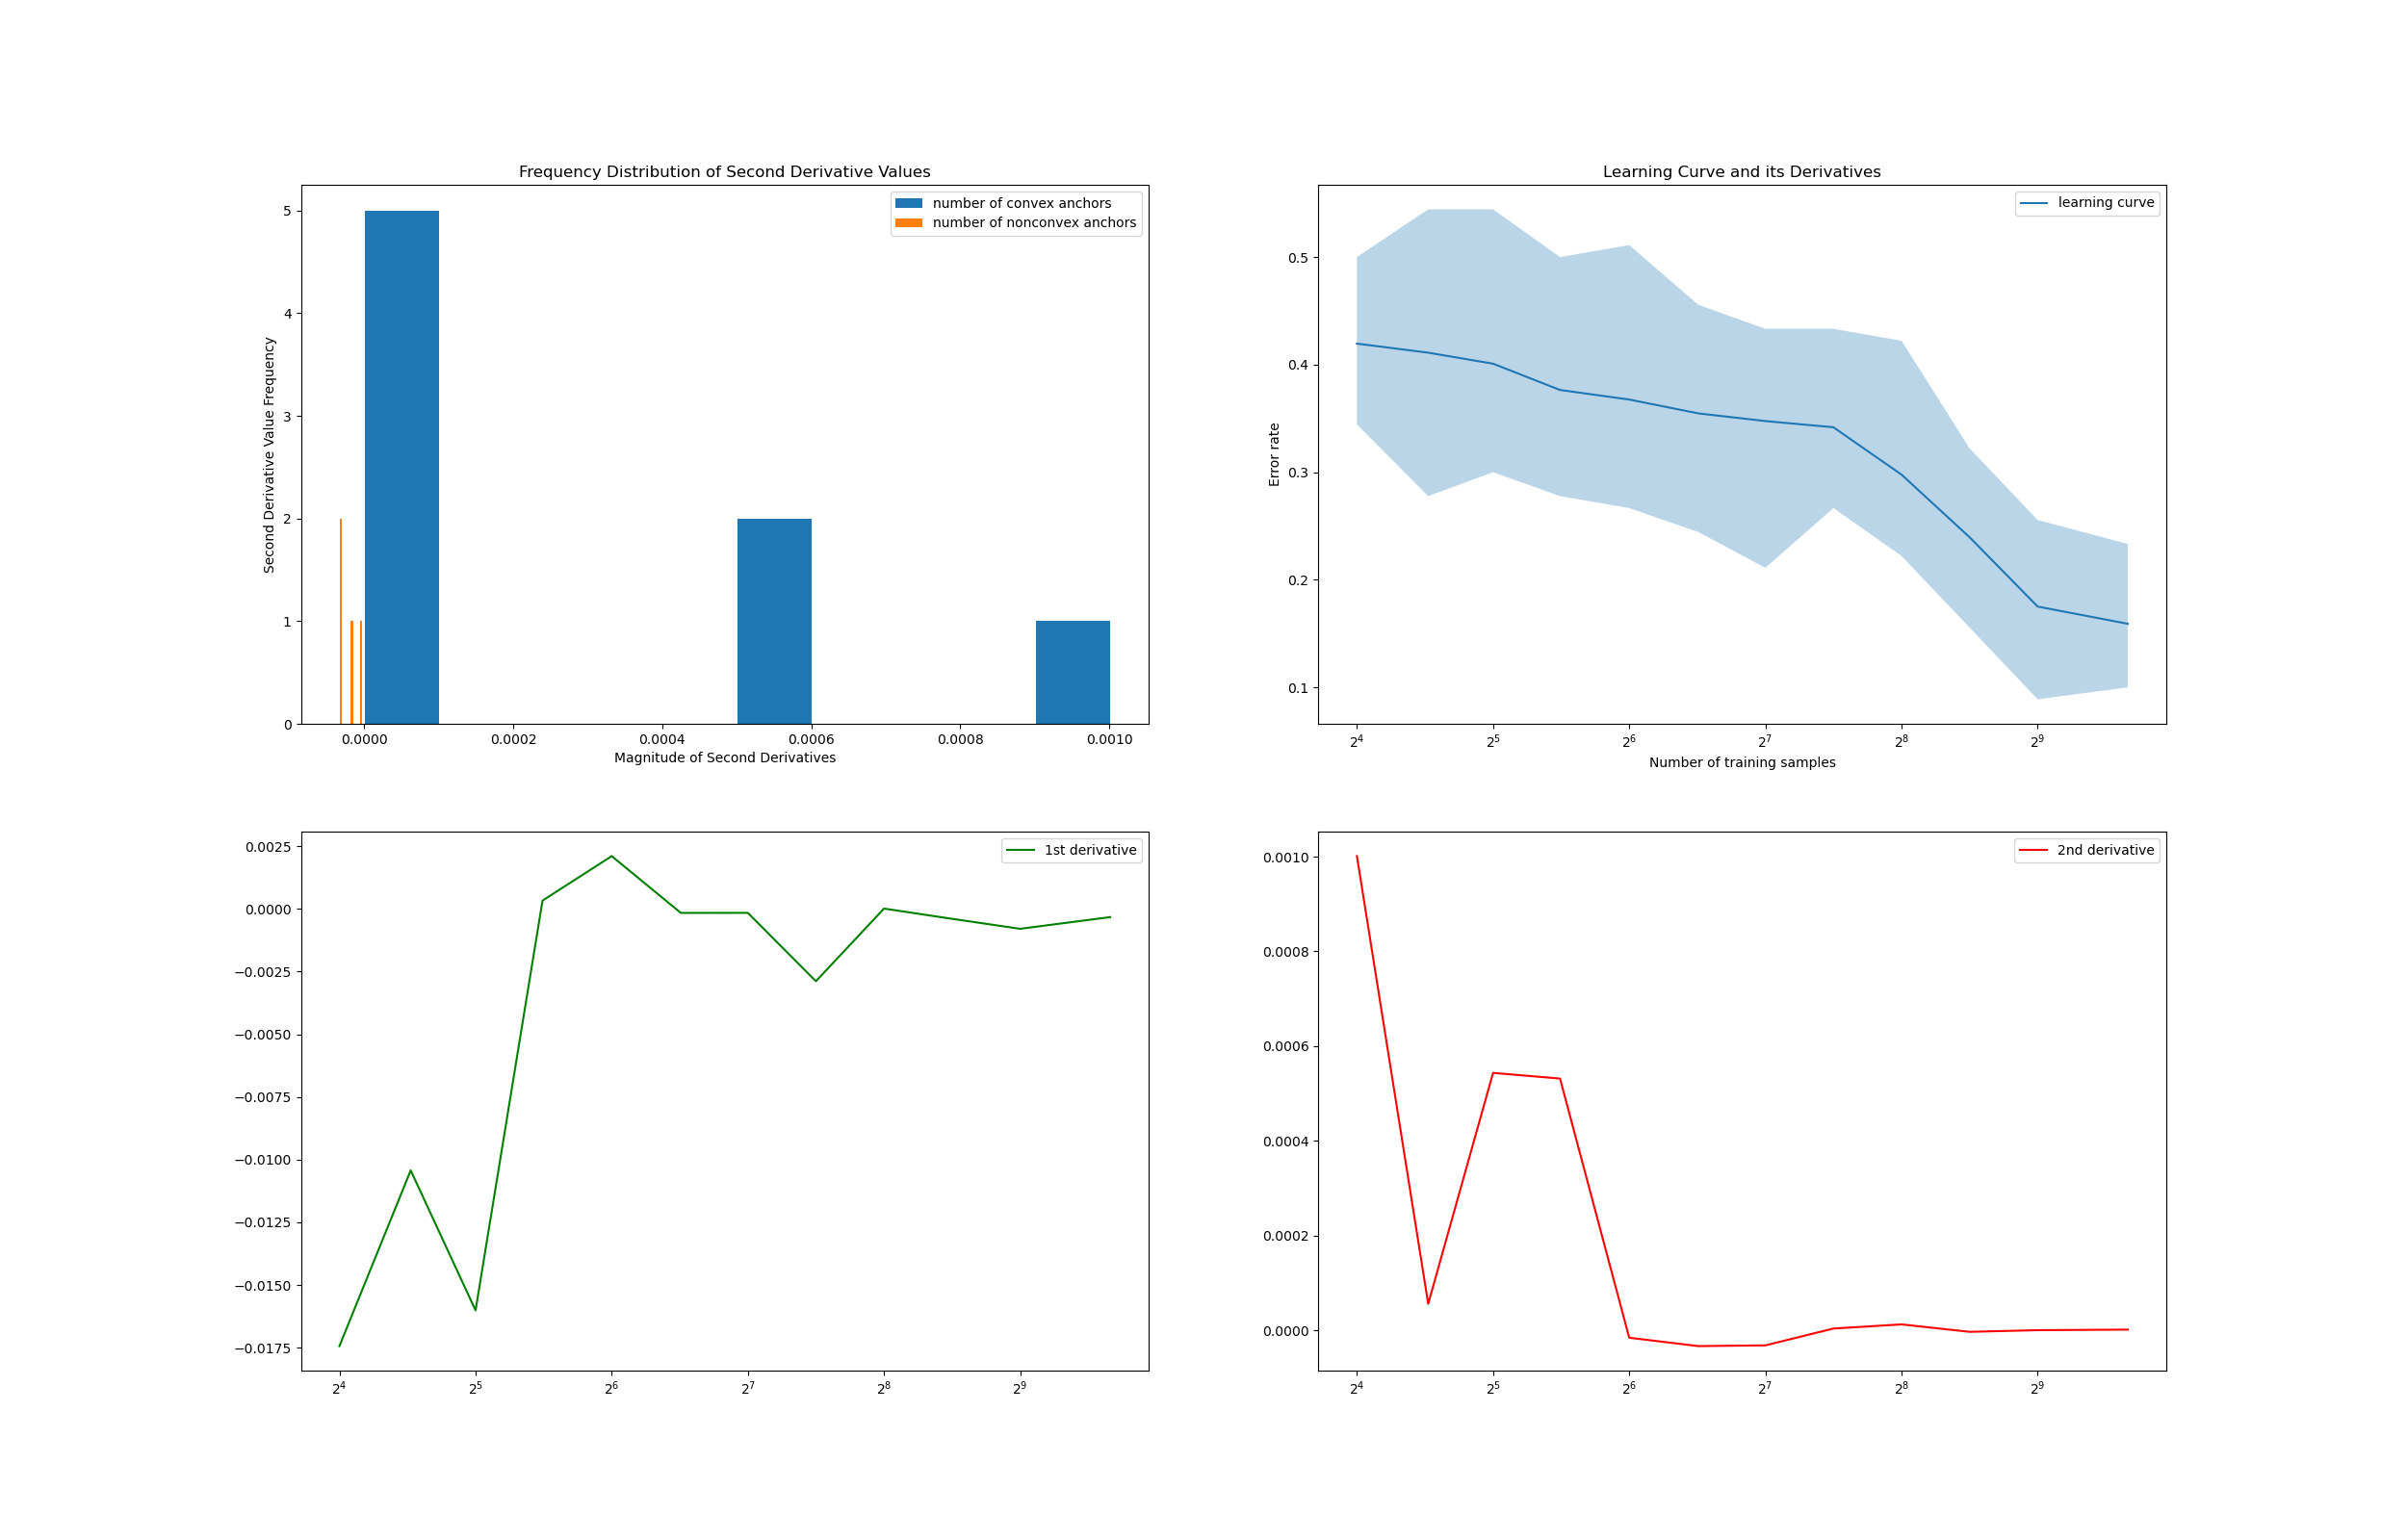 Frequency Distribution of Second Derivative Values
number of convex anchors
number of nonconvex anchors
Second Derivative Value Frequency
5
4
3
2
1
0
0.0000 0.0002 0.0004 0.0006 0.0008 0.0010
Magnitude of Second Derivatives
Learning Curve and its Derivatives
learning curve
Error rate
0.5
0.4
0.3
0.2
0.1
2⁴ 2⁵ 2⁶ 2⁷ 2⁸ 2⁹
Number of training samples
1st derivative
0.0025
0.0000
−0.0025
−0.0050
−0.0075
−0.0100
−0.0125
−0.0150
−0.0175
2⁴ 2⁵ 2⁶ 2⁷ 2⁸ 2⁹
2nd derivative
0.0010
0.0008
0.0006
0.0004
0.0002
0.0000
2⁴ 2⁵ 2⁶ 2⁷ 2⁸ 2⁹